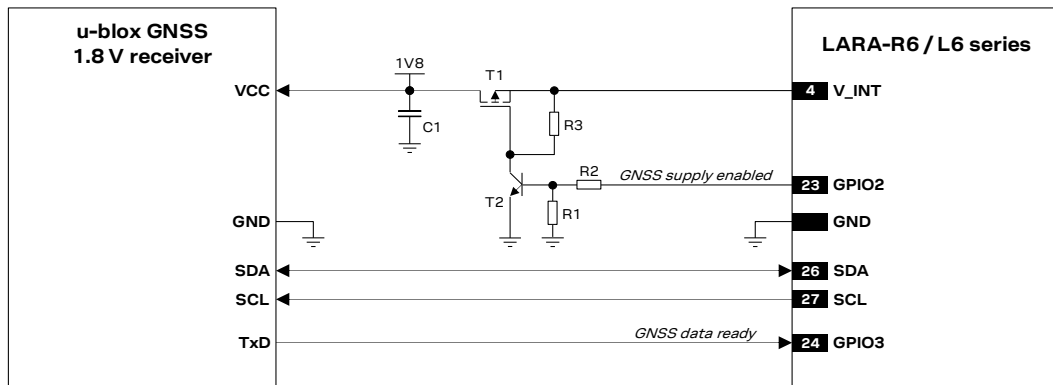 u-blox GNSS
1.8 V receiver
LARA-R6 / L6 series
1V8
T1
VCC
4 V_INT
C1
R3
R2
GNSS supply enabled
23 GPIO2
T2
R1
GND
GND
SDA
26 SDA
SCL
27 SCL
TxD
GNSS data ready
24 GPIO3